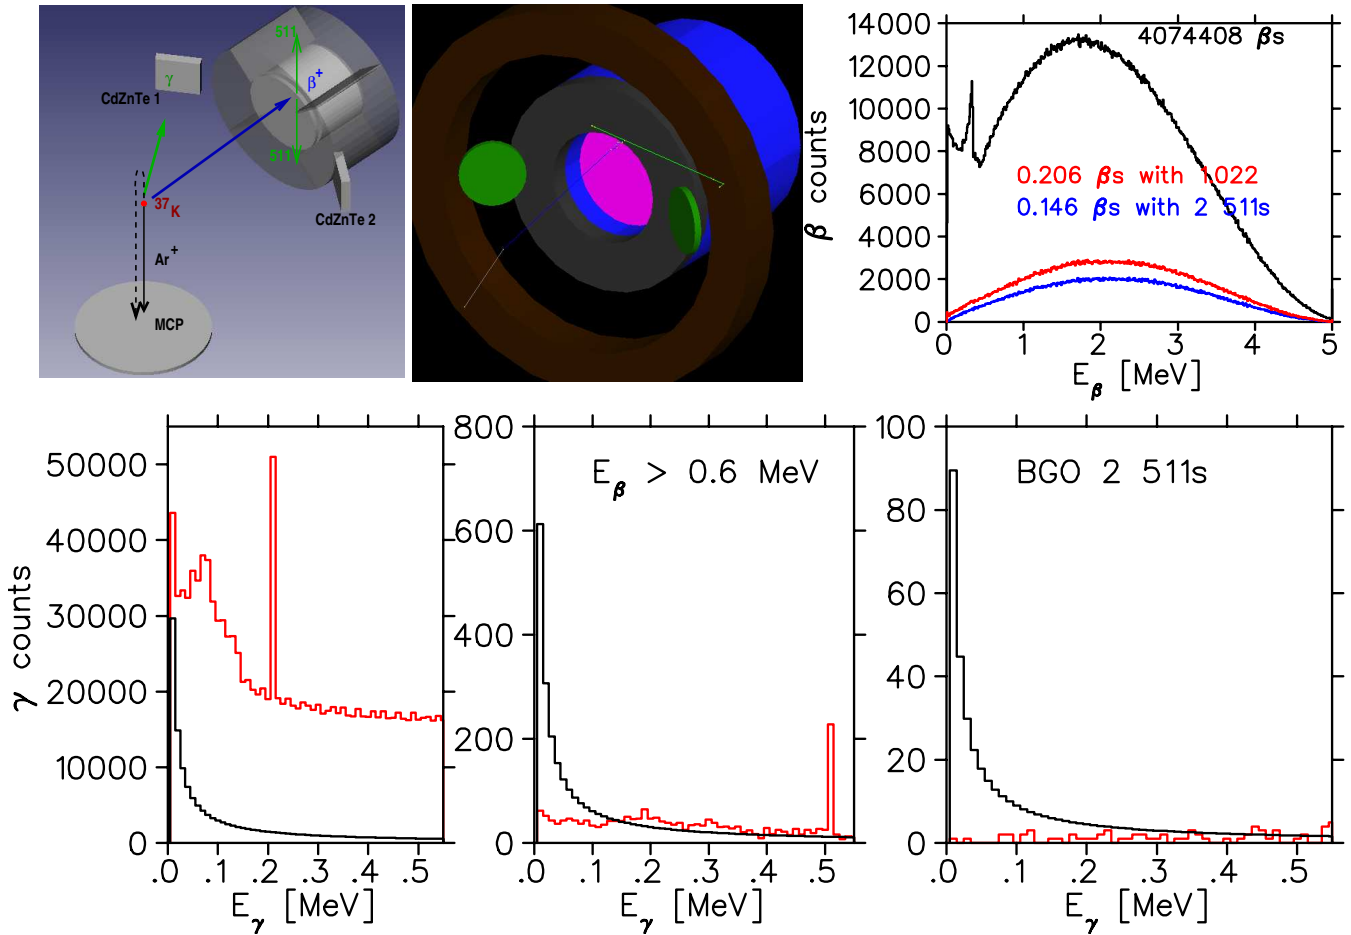 511
β+
γ
CdZnTe 1
511
CdZnTe 2
37K
Ar+
MCP
14000
12000
10000
8000
6000
4000
2000
0
β counts
4074408 βs
0.206 βs with 1.022
0.146 βs with 2 511s
0 1 2 3 4 5
Eβ [MeV]
50000
40000
30000
20000
10000
0
γ counts
.0 .1 .2 .3 .4 .5
Eγ [MeV]
800
600
400
200
0
Eβ > 0.6 MeV
.0 .1 .2 .3 .4 .5
Eγ [MeV]
100
80
60
40
20
0
BGO 2 511s
.0 .1 .2 .3 .4 .5
Eγ [MeV]